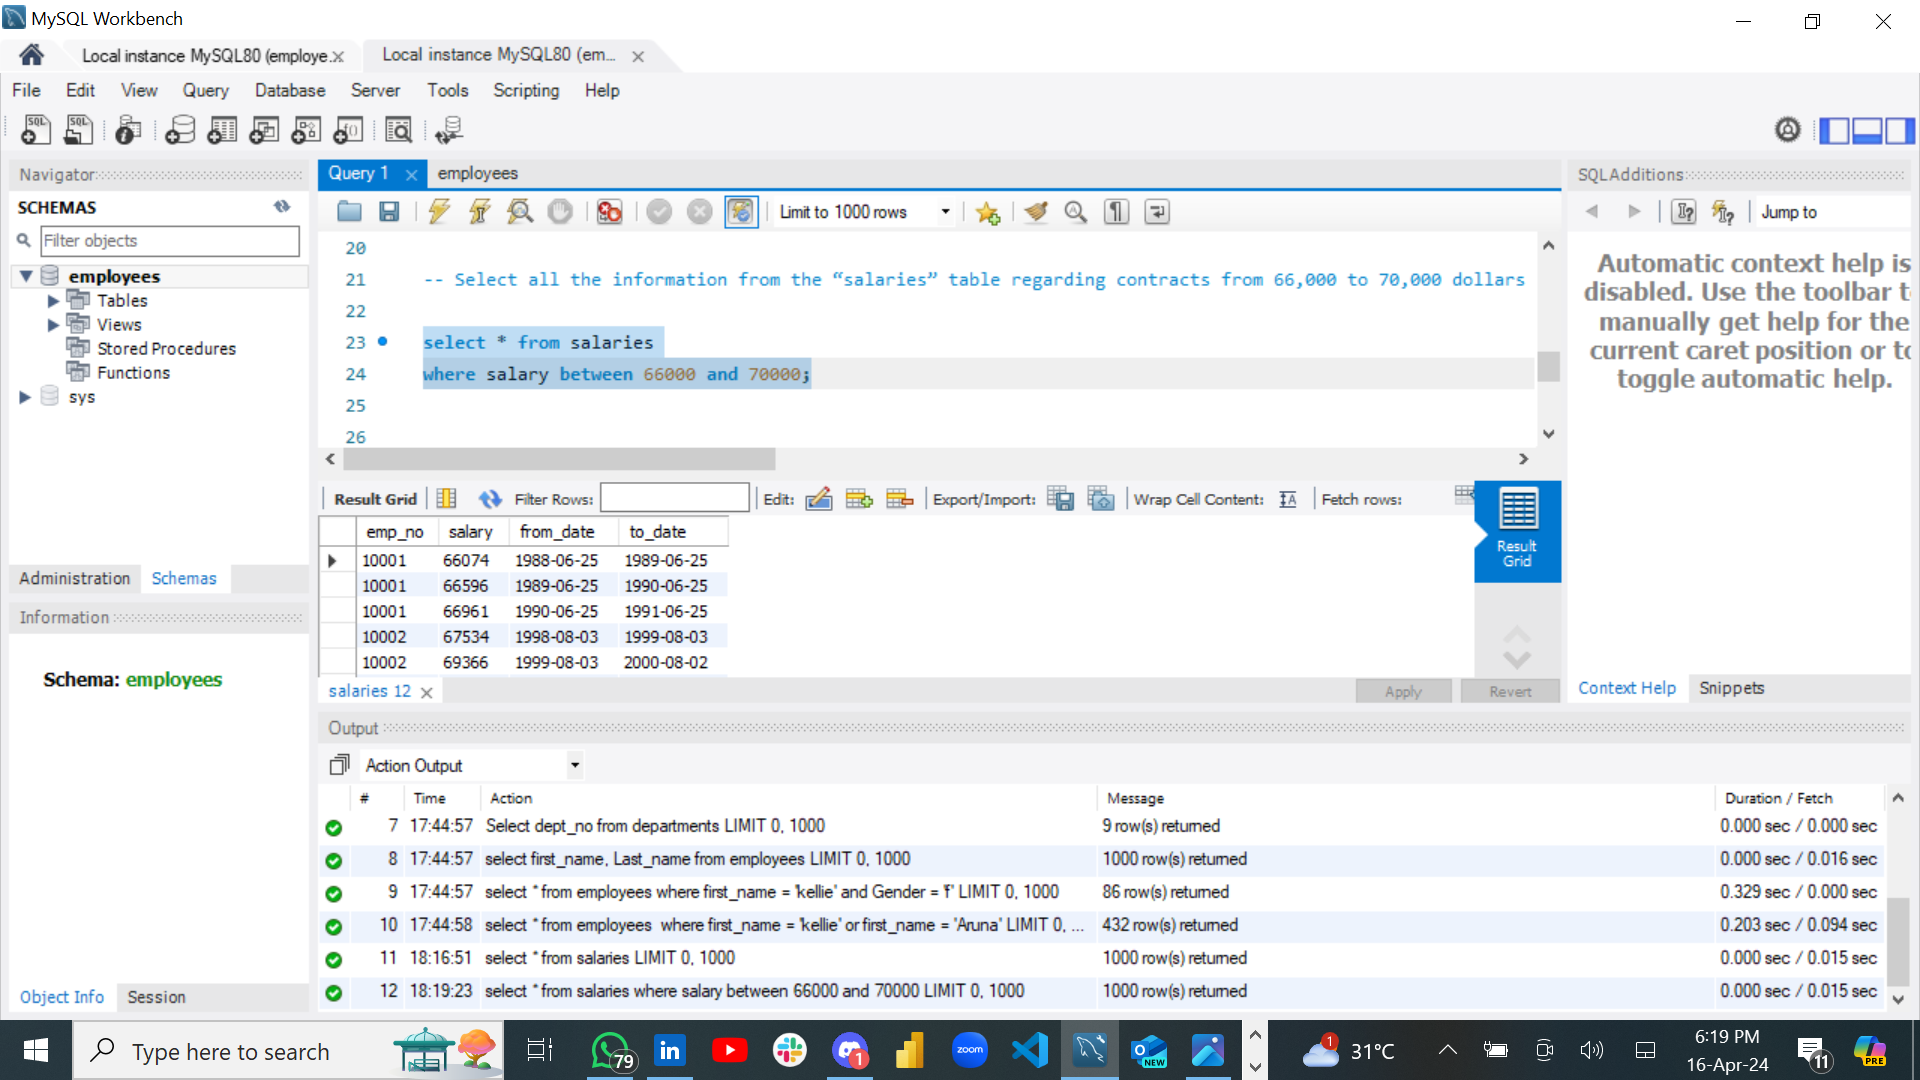 MySQL Workbench
Local instance MySQL80 (employe. Local instance MySQL80 (em...
File Edit View Query Database Server Tools Scripting Help
Navigator
SCHEMAS
Filter objects
employees
Tables
Views
Stored Procedures
Functions
sys
Administration Schemas
Information
Schema: employees
Object Info Session
Query 1 employees
Limit to 1000 rows
20
21 -- Select all the information from the “salaries” table regarding contracts from 66,000 to 70,000 dollars
22
23 select * from salaries
24 where salary between 66000 and 70000;
25
26
Result Grid Filter Rows: Edit: Export/Import: Wrap Cell Content: Fetch rows:
emp_no salary from_date to_date
10001 66074 1988-06-25 1989-06-25
10001 66596 1989-06-25 1990-06-25
10001 66961 1990-06-25 1991-06-25
10002 67534 1998-08-03 1999-08-03
10002 69366 1999-08-03 2000-08-02
Result
Grid
salaries 12
Apply Revert
SQLAdditions
Jump to
Automatic context help is
disabled. Use the toolbar t
manually get help for the
current caret position or to
toggle automatic help.
Context Help Snippets
Output
Action Output
# Time Action Message Duration / Fetch
7 17:44:57 Select dept_no from departments LIMIT 0, 1000 9 row(s) returned 0.000 sec / 0.000 sec
8 17:44:57 select first_name, Last_name from employees LIMIT 0, 1000 1000 row(s) returned 0.000 sec / 0.016 sec
9 17:44:57 select * from employees where first_name = 'kellie' and Gender = 'f' LIMIT 0, 1000 86 row(s) returned 0.329 sec / 0.000 sec
10 17:44:58 select * from employees where first_name = 'kellie' or first_name = 'Aruna' LIMIT 0, ... 432 row(s) returned 0.203 sec / 0.094 sec
11 18:16:51 select * from salaries LIMIT 0, 1000 1000 row(s) returned 0.000 sec / 0.015 sec
12 18:19:23 select * from salaries where salary between 66000 and 70000 LIMIT 0, 1000 1000 row(s) returned 0.000 sec / 0.015 sec
Type here to search
79
in
1
zoom
NEW
1
31°C
6:19 PM
16-Apr-24
11
PRE